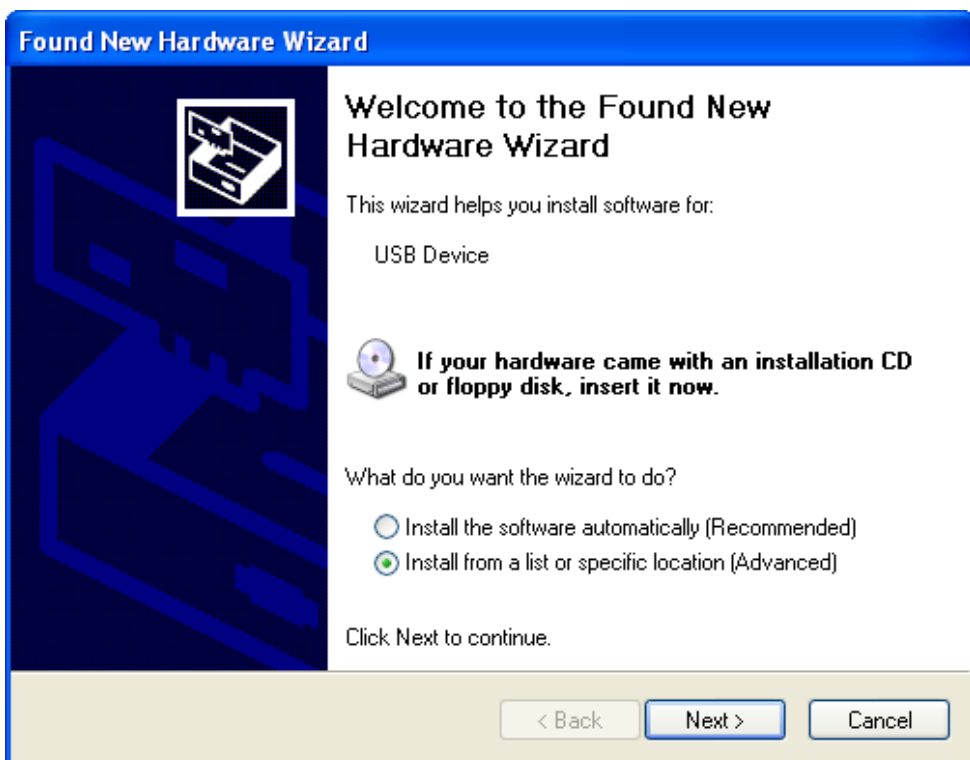 Found New Hardware Wizard
Welcome to the Found New
Hardware Wizard
This wizard helps you install software for:
USB Device
If your hardware came with an installation CD
or floppy disk, insert it now.
What do you want the wizard to do?
Install the software automatically (Recommended)
Install from a list or specific location (Advanced)
Click Next to continue.
< Back
Next >
Cancel